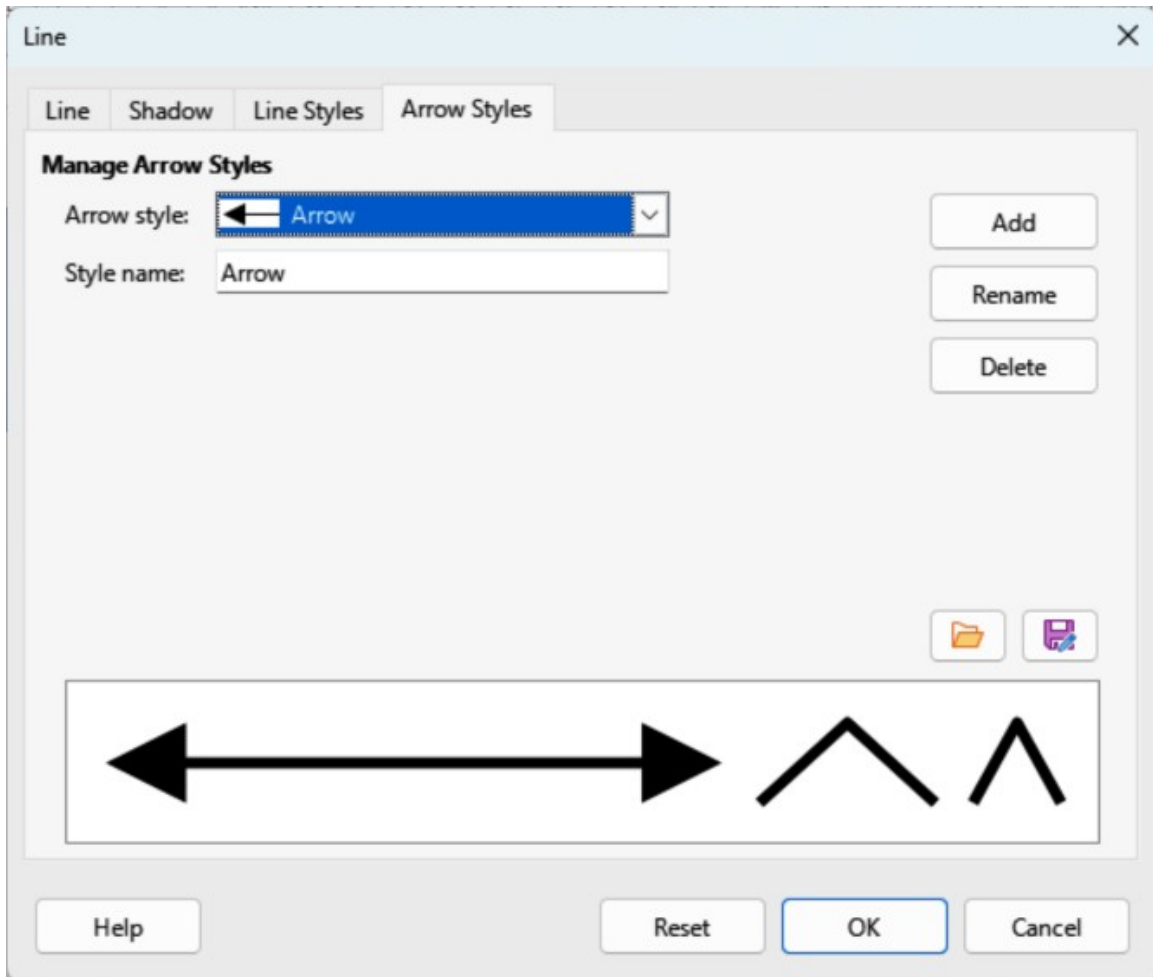 Line
Line Shadow Line Styles Arrow Styles
Manage Arrow Styles
Arrow style: Arrow
Add
Style name: Arrow
Rename
Delete
Help Reset OK Cancel